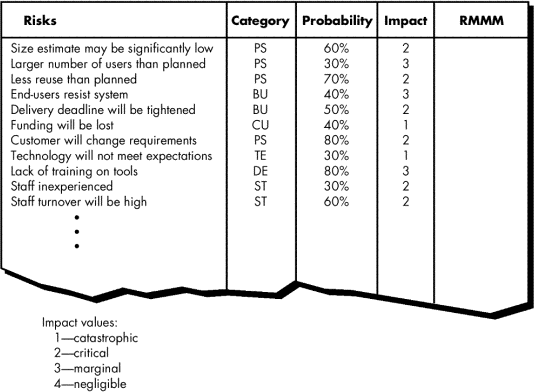 Risks Category Probability Impact RMMM
Size estimate may be significantly low PS 60% 2
Larger number of users than planned PS 30% 3
Less reuse than planned PS 70% 2
End-users resist system BU 40% 3
Delivery deadline will be tightened BU 50% 2
Funding will be lost CU 40% 1
Customer will change requirements PS 80% 2
Technology will not meet expectations TE 30% 1
Lack of training on tools DE 80% 3
Staff inexperienced ST 30% 2
Staff turnover will be high ST 60% 2
•
•
•
Impact values:
1—catastrophic
2—critical
3—marginal
4—negligible